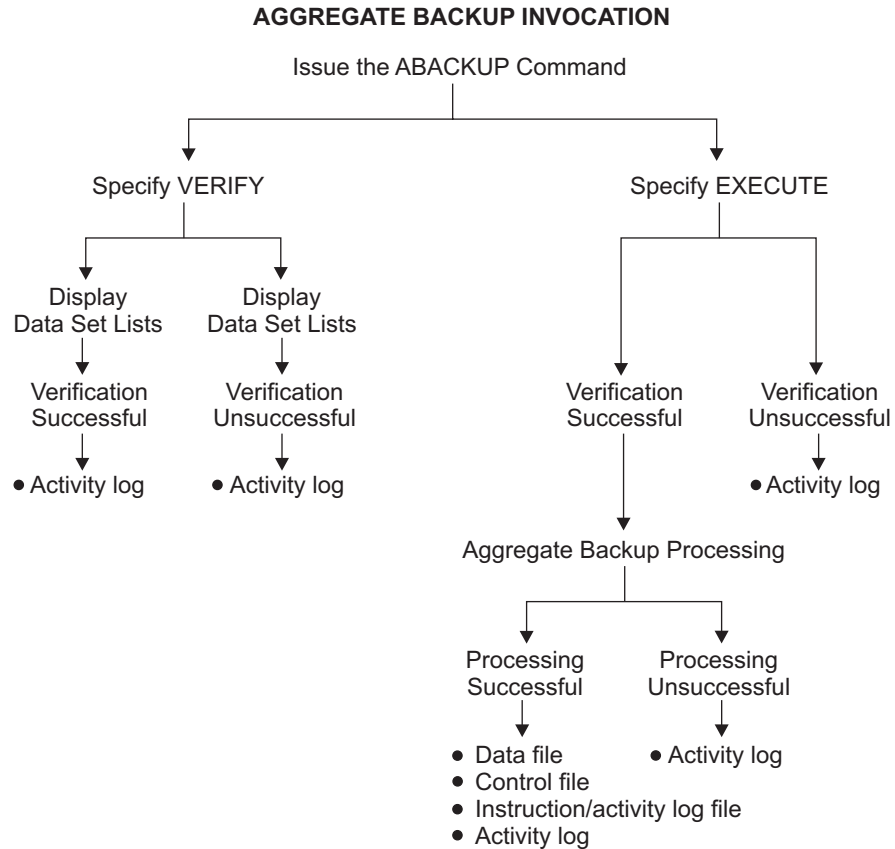 AGGREGATE BACKUP INVOCATION
Issue the ABACKUP Command
Specify VERIFY
Specify EXECUTE
Display
Data Set Lists
Display
Data Set Lists
Verification
Successful
Verification
Unsuccessful
Verification
Successful
Verification
Unsuccessful
• Activity log
• Activity log
• Activity log
Aggregate Backup Processing
Processing
Successful
Processing
Unsuccessful
• Data file
• Control file
• Instruction/activity log file
• Activity log
• Activity log